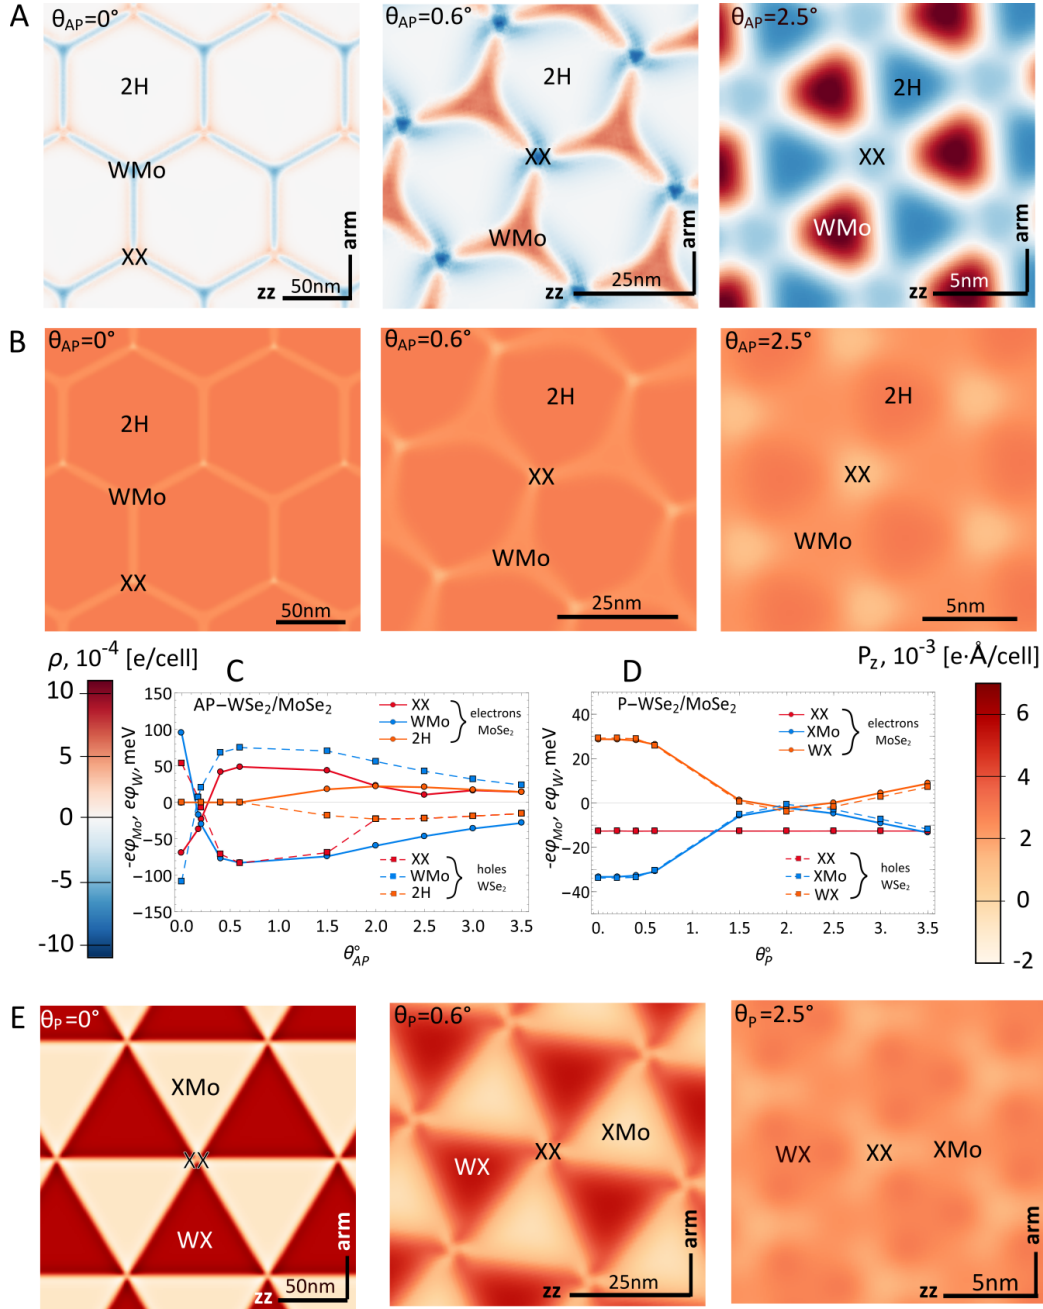 A
θAP=0°
2H
WMo
XX
arm
zz
50nm
θAP=0.6°
2H
XX
WMo
arm
zz
25nm
θAP=2.5°
2H
XX
WMo
arm
zz
5nm
B
θAP=0°
2H
WMo
XX
50nm
θAP=0.6°
2H
XX
WMo
25nm
θAP=2.5°
2H
XX
WMo
5nm
ρ, 10⁻⁴ [e/cell]
10
5
0
-5
-10
C
AP−WSe₂/MoSe₂
XX
WMo
2H
electrons
MoSe₂
XX
WMo
2H
holes
WSe₂
-eφMo, eφW, meV
150
100
50
0
−50
−100
−150
0.0
0.5
1.0
1.5
2.0
2.5
3.0
3.5
θ°AP
D
P−WSe₂/MoSe₂
XX
XMo
WX
electrons
MoSe₂
XX
XMo
WX
holes
WSe₂
-eφMo, eφW, meV
40
20
0
−20
−40
0.
0.5
1.
1.5
2.0
2.5
3.0
3.5
θ°P
Pz, 10⁻³ [e·Å/cell]
6
4
2
0
-2
E
θP=0°
XMo
XX
WX
arm
zz
50nm
θP=0.6°
XMo
XX
WX
arm
zz
25nm
θP=2.5°
WX
XX
XMo
arm
zz
5nm